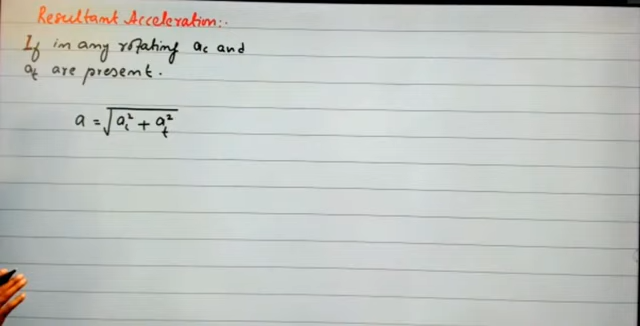 Resultant Acceleration:.
If in any rotating ac and
at are present.
a = √ac² + at²